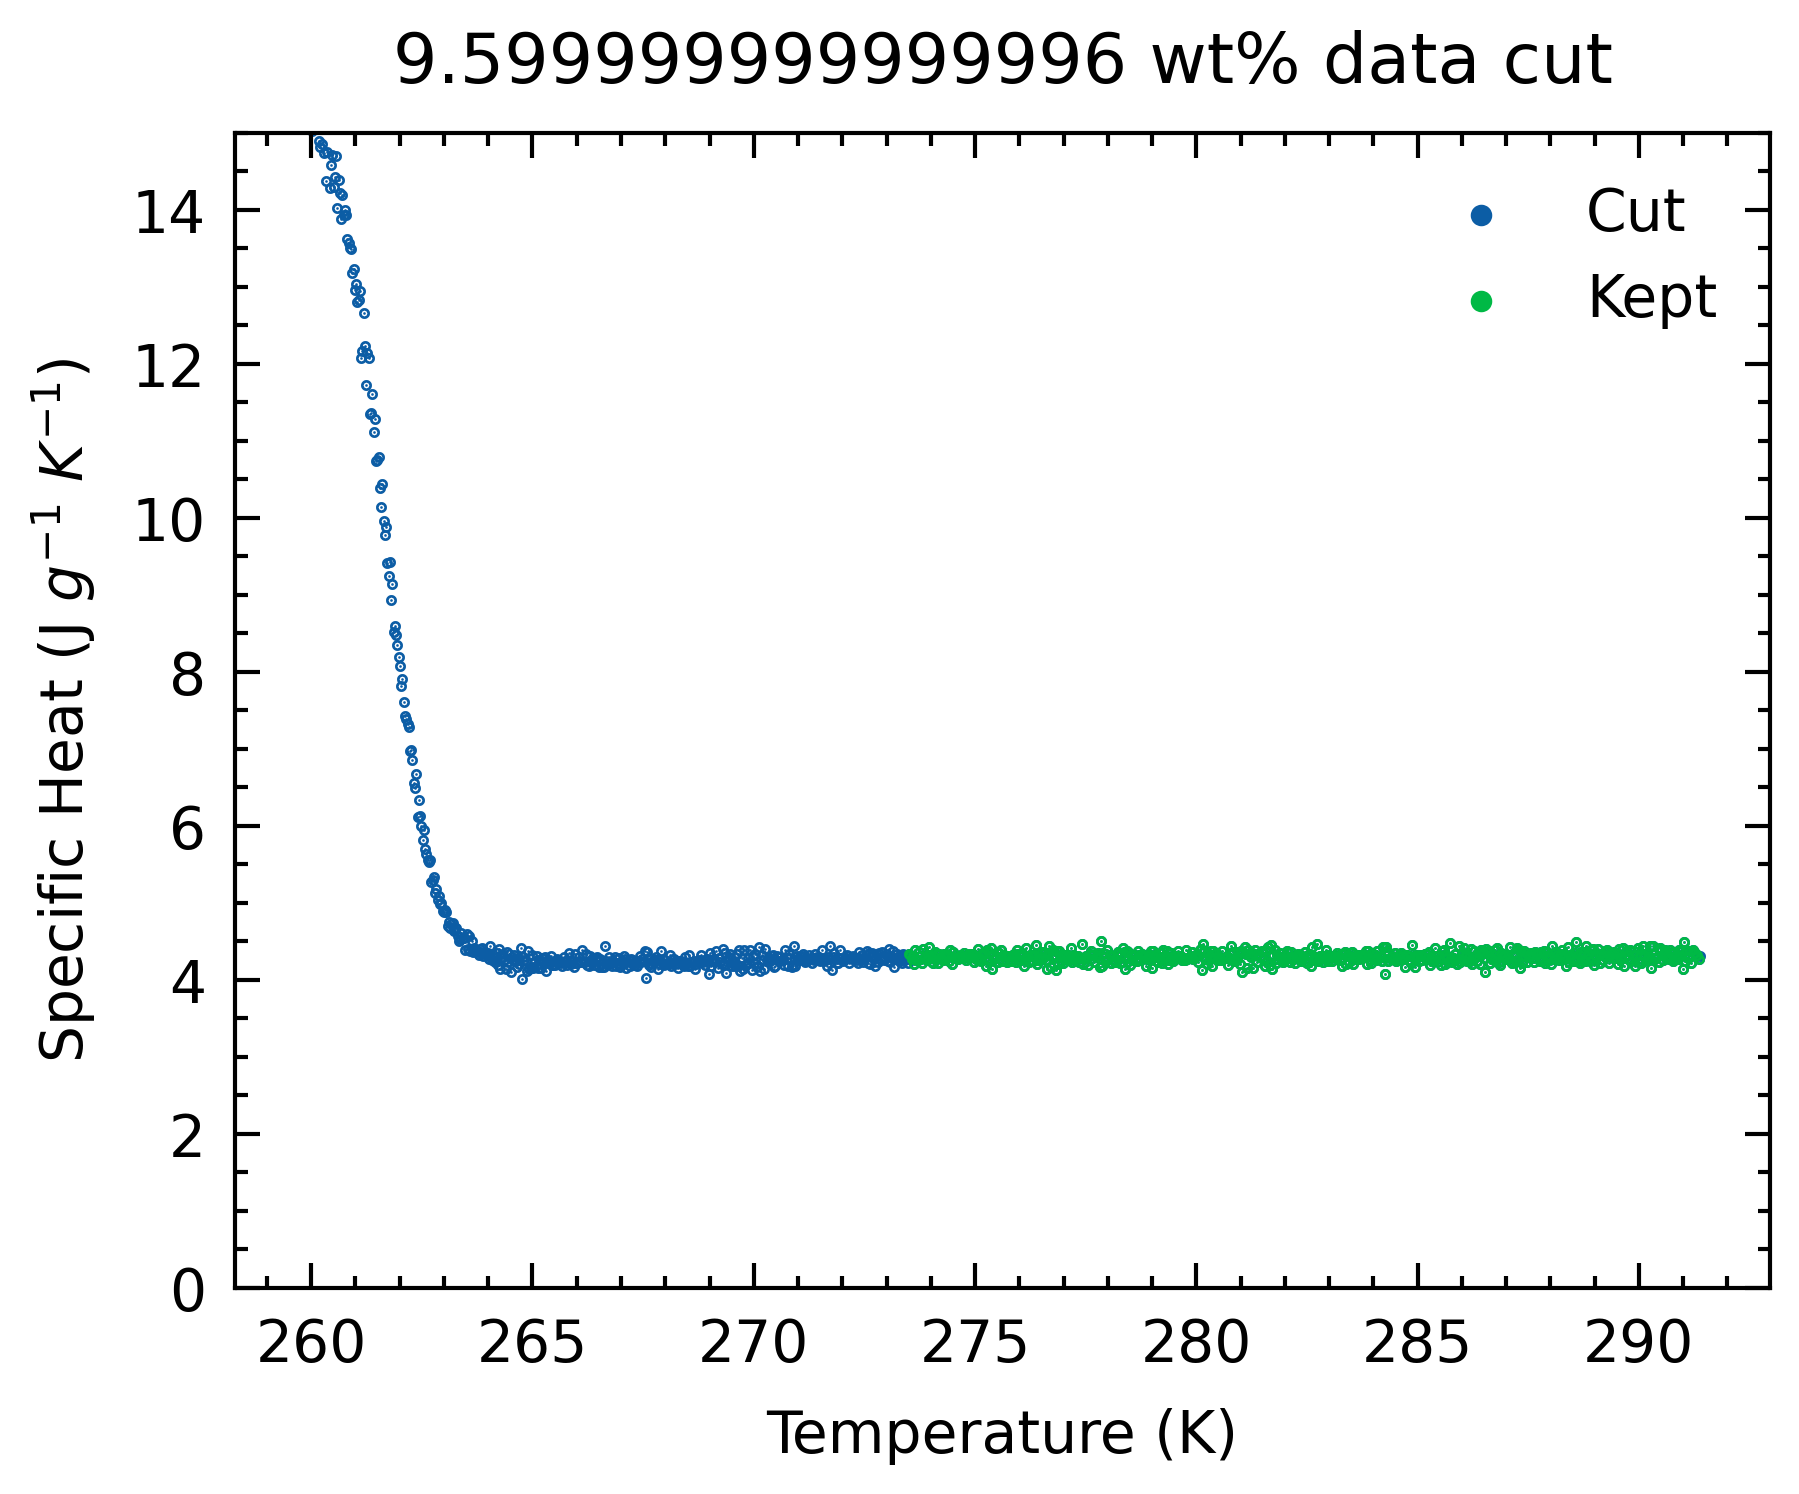 9.599999999999996 wt% data cut
Cut
Kept
14
12
10
8
6
4
2
0
Specific Heat (J g⁻¹ K⁻¹)
260 265 270 275 280 285 290
Temperature (K)